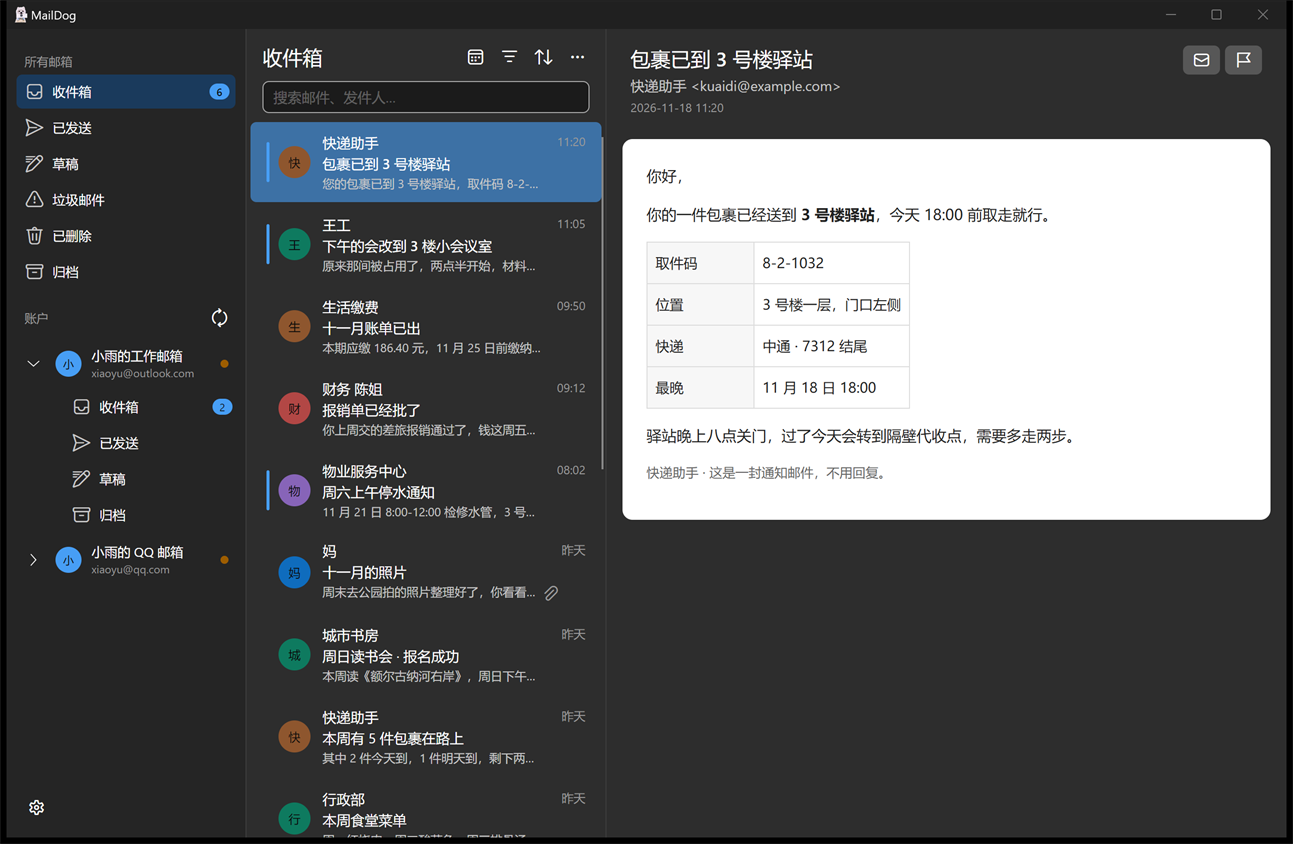 MailDog
所有邮箱
收件箱 6
已发送
草稿
垃圾邮件
已删除
归档
账户
小 小雨的工作邮箱
xiaoyu@outlook.com
收件箱 2
已发送
草稿
归档
小 小雨的 QQ 邮箱
xiaoyu@qq.com
收件箱
搜索邮件、发件人...
快 快递助手 11:20
包裹已到 3 号楼驿站
您的包裹已到 3 号楼驿站，取件码 8-2-...
王 王工 11:05
下午的会改到 3 楼小会议室
原来那间被占用了，两点半开始，材料...
生 生活缴费 09:50
十一月账单已出
本期应缴 186.40 元，11 月 25 日前缴纳...
财 财务 陈姐 09:12
报销单已经批了
你上周交的差旅报销通过了，钱这周五...
物 物业服务中心 08:02
周六上午停水通知
11 月 21 日 8:00-12:00 检修水管，3 号...
妈 妈 昨天
十一月的照片
周末去公园拍的照片整理好了，你看看...
城 城市书房 昨天
周日读书会 · 报名成功
本周读《额尔古纳河右岸》，周日下午...
快 快递助手 昨天
本周有 5 件包裹在路上
其中 2 件今天到，1 件明天到，剩下两...
行 行政部 昨天
本周食堂菜单
包裹已到 3 号楼驿站
快递助手 <kuaidi@example.com>
2026-11-18 11:20
你好，
你的一件包裹已经送到 3 号楼驿站，今天 18:00 前取走就行。
取件码 8-2-1032
位置 3 号楼一层，门口左侧
快递 中通 · 7312 结尾
最晚 11 月 18 日 18:00
驿站晚上八点关门，过了今天会转到隔壁代收点，需要多走两步。
快递助手 · 这是一封通知邮件，不用回复。